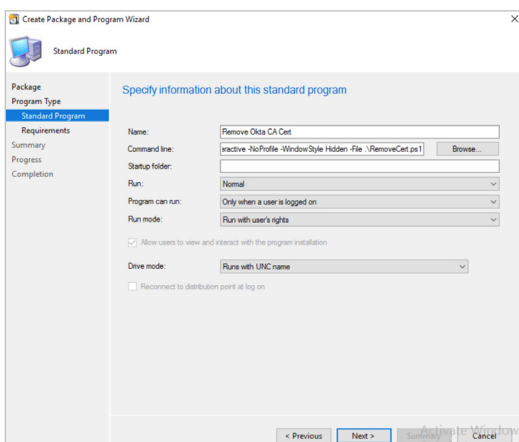 Create Package and Program Wizard
Standard Program
Package
Program Type
Standard Program
Requirements
Summary
Progress
Completion
Specify information about this standard program
Name:
Remove Okta CA Cert
Command line:
eractive -NoProfile -WindowStyle Hidden -File .\RemoveCert.ps1
Browse...
Startup folder:
Run:
Normal
Program can run:
Only when a user is logged on
Run mode:
Run with user's rights
Allow users to view and interact with the program installation
Drive mode:
Runs with UNC name
Reconnect to distribution point at log on
< Previous
Next >
Summary
Cancel
Activate Window